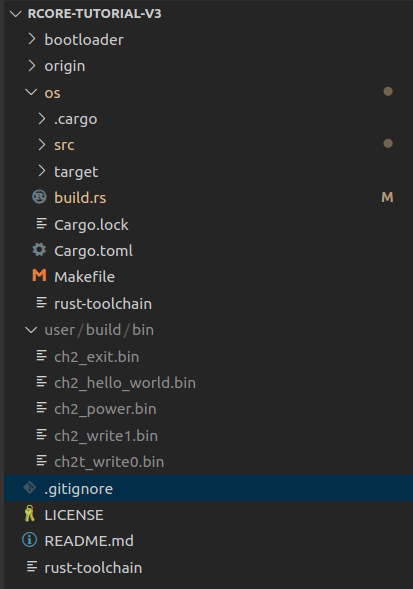 RCORE-TUTORIAL-V3
bootloader
origin
os
.cargo
src
target
build.rs M
Cargo.lock
Cargo.toml
Makefile
rust-toolchain
user/build/bin
ch2_exit.bin
ch2_hello_world.bin
ch2_power.bin
ch2_write1.bin
ch2t_write0.bin
.gitignore
LICENSE
README.md
rust-toolchain